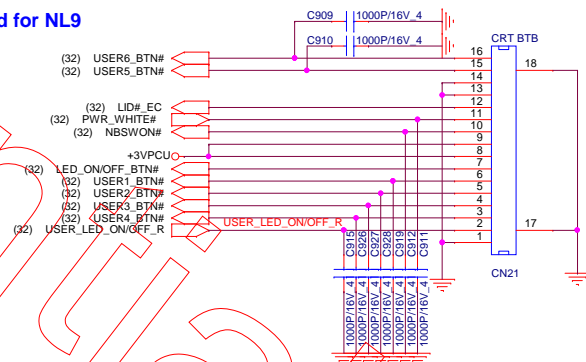 d for NL9
C909 1000P/16V_4
C910 1000P/16V_4
CRT BTB
(32) USER6_BTN# 16
(32) USER5_BTN# 15 18
14
13
(32) LID#_EC 12
(32) PWR_WHITE# 11
(32) NBSWON# 10
9
+3VPCU 8
(32) LED_ON/OFF_BTN# 7
(32) USER1_BTN# 6
(32) USER2_BTN# 5
(32) USER3_BTN# 4
(32) USER4_BTN# 3
(32) USER_LED_ON/OFF_R USER_LED_ON/OFF_R 2 17
1
CN21
C915 1000P/16V_4
C926 1000P/16V_4
C927 1000P/16V_4
C928 1000P/16V_4
C919 1000P/16V_4
C912 1000P/16V_4
C911 1000P/16V_4